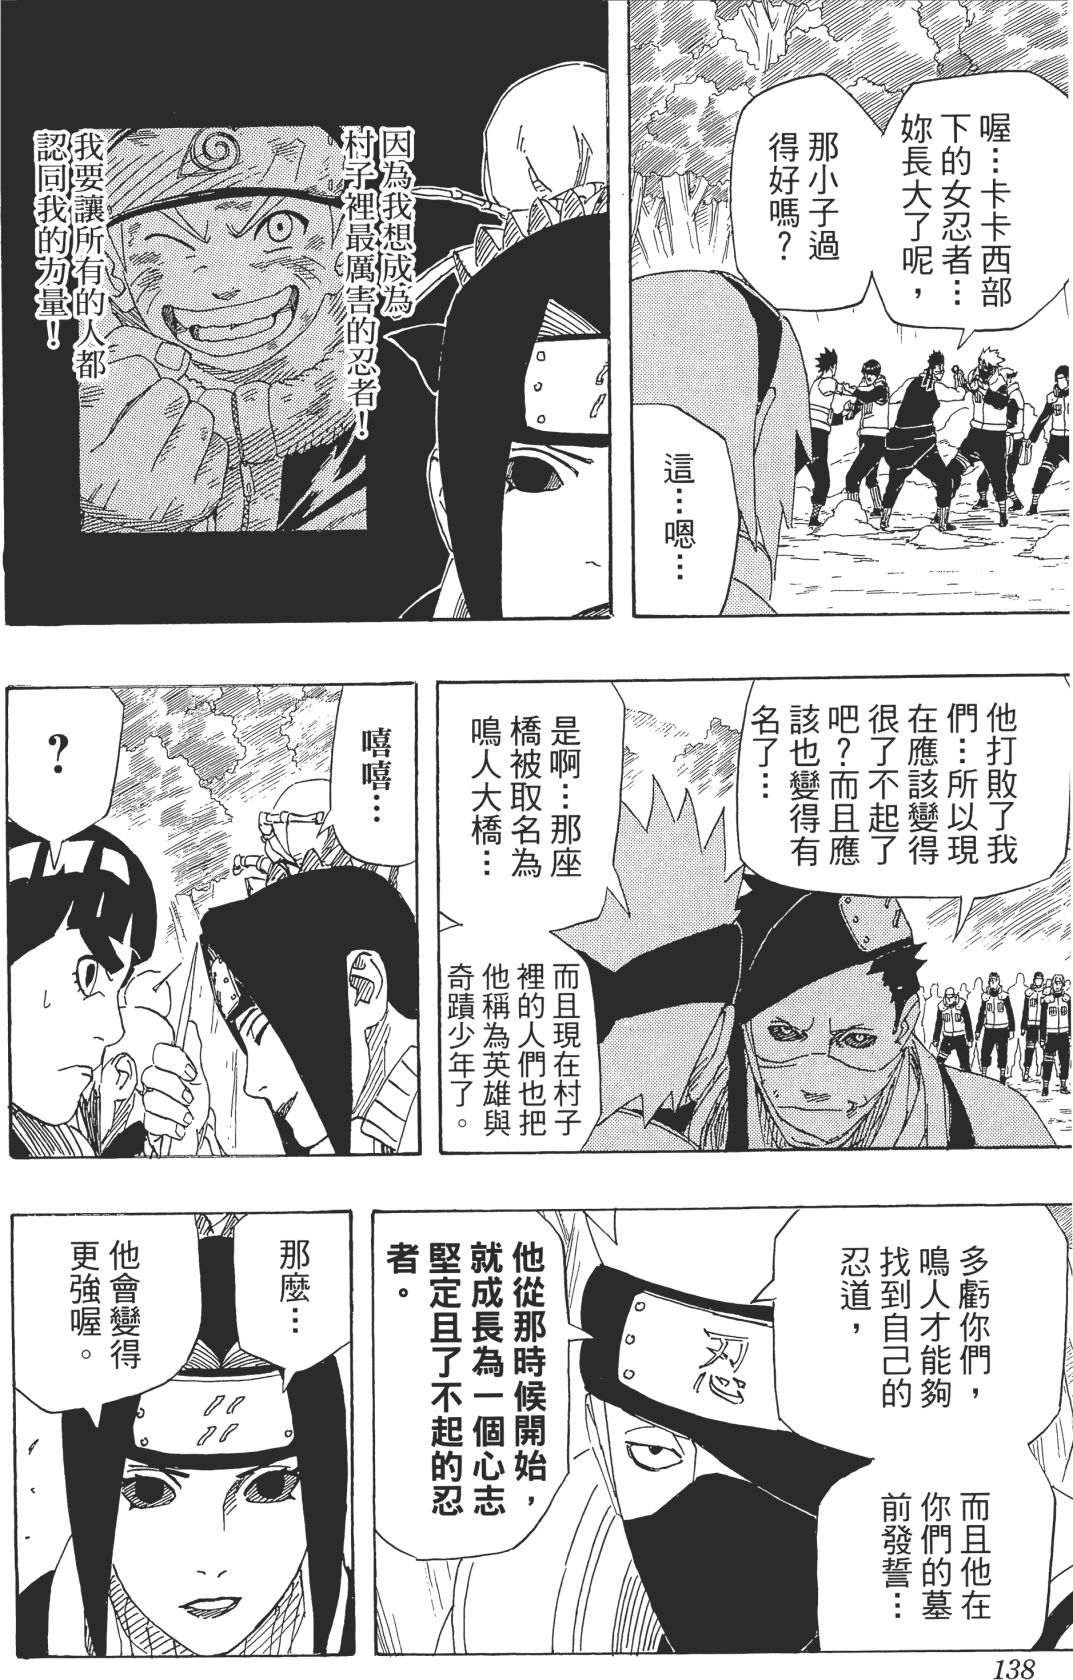 喔…卡卡西部
下的女忍者…
妳長大了呢，
那小子過
得好嗎？
這…嗯…
因為我想成為
村子裡最厲害的忍者！
我要讓所有的人都
認同我的力量！
他打敗了我
們…所以現
在應該變得
很了不起了
吧？而且應
該也變得有
名了…
是啊…那座
橋被取名為
鳴人大橋…
而且現在村子
裡的人們也把
他稱為英雄與
奇蹟少年了。
嘻嘻…
？
多虧你們，
鳴人才能夠
找到自己的
忍道，
而且他在
你們的墓
前發誓…
忍
他從那時候開始，
就成長為一個心志
堅定且了不起的忍
者。
那麼…
他會變得
更強喔。
138